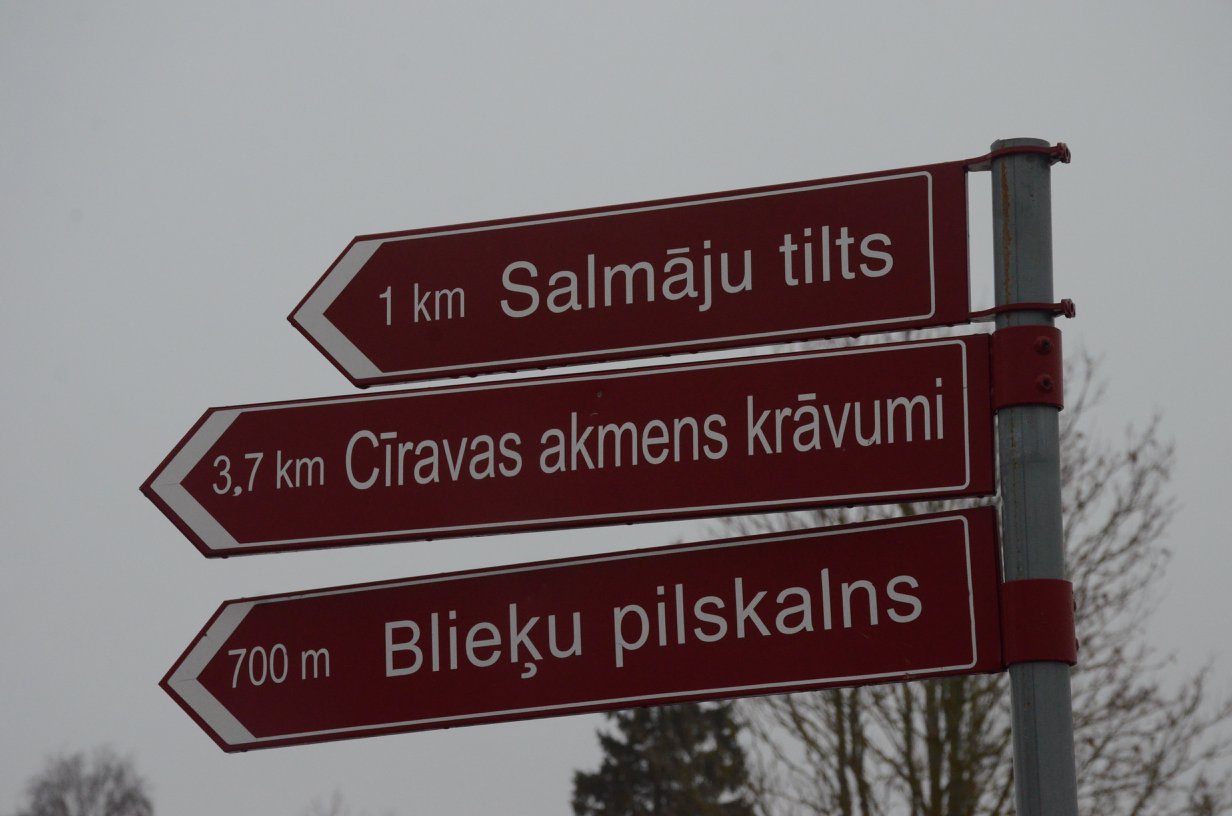 1 km Salmāju tilts
3,7 km Cīravas akmens krāvumi
700 m Blieķu pilskalns